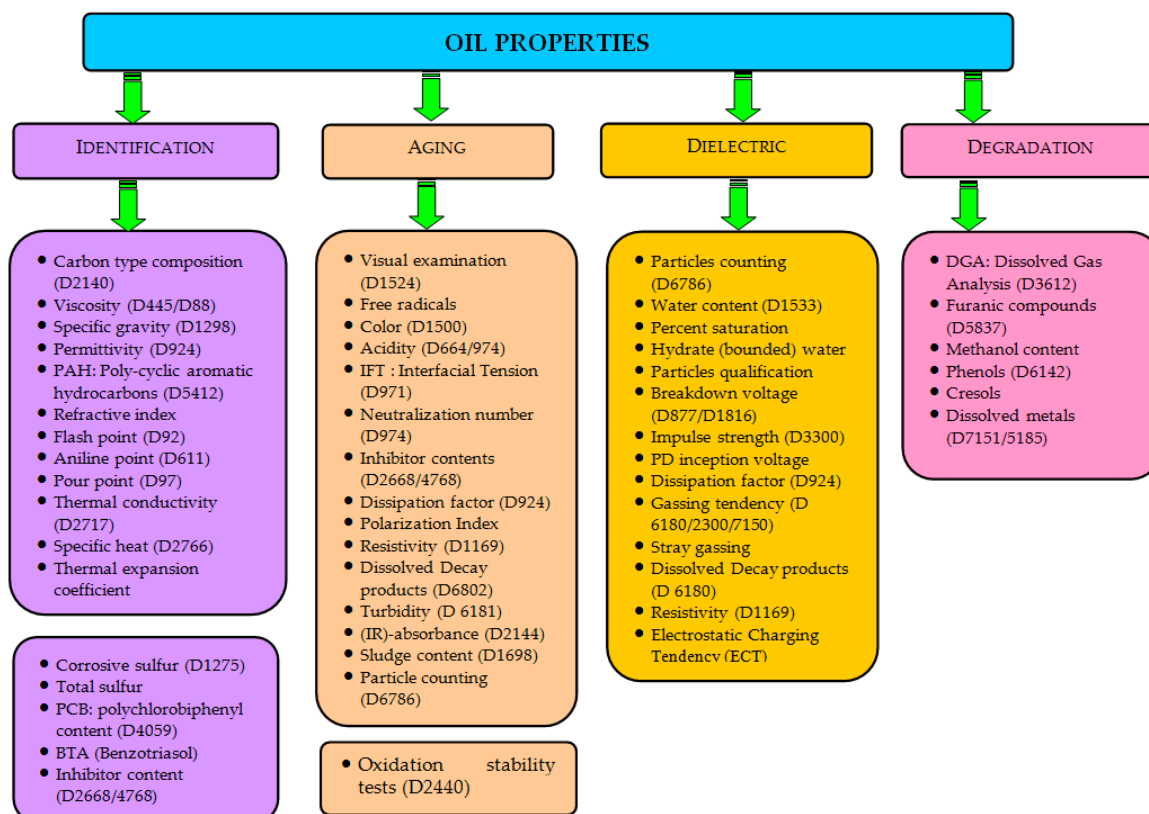 OIL PROPERTIES
IDENTIFICATION
AGING
DIELECTRIC
DEGRADATION
• Carbon type composition
(D2140)
• Viscosity (D445/D88)
• Specific gravity (D1298)
• Permittivity (D924)
• PAH: Poly-cyclic aromatic
hydrocarbons (D5412)
• Refractive index
• Flash point (D92)
• Aniline point (D611)
• Pour point (D97)
• Thermal conductivity
(D2717)
• Specific heat (D2766)
• Thermal expansion
coefficient
• Corrosive sulfur (D1275)
• Total sulfur
• PCB: polychlorobiphenyl
content (D4059)
• BTA (Benzotriasol)
• Inhibitor content
(D2668/4768)
• Visual examination
(D1524)
• Free radicals
• Color (D1500)
• Acidity (D664/974)
• IFT : Interfacial Tension
(D971)
• Neutralization number
(D974)
• Inhibitor contents
(D2668/4768)
• Dissipation factor (D924)
• Polarization Index
• Resistivity (D1169)
• Dissolved Decay
products (D6802)
• Turbidity (D 6181)
• (IR)-absorbance (D2144)
• Sludge content (D1698)
• Particle counting
(D6786)
• Oxidation stability
tests (D2440)
• Particles counting
(D6786)
• Water content (D1533)
• Percent saturation
• Hydrate (bounded) water
• Particles qualification
• Breakdown voltage
(D877/D1816)
• Impulse strength (D3300)
• PD inception voltage
• Dissipation factor (D924)
• Gassing tendency (D
6180/2300/7150)
• Stray gassing
• Dissolved Decay products
(D 6180)
• Resistivity (D1169)
• Electrostatic Charging
Tendency (ECT)
• DGA: Dissolved Gas
Analysis (D3612)
• Furanic compounds
(D5837)
• Methanol content
• Phenols (D6142)
• Cresols
• Dissolved metals
(D7151/5185)